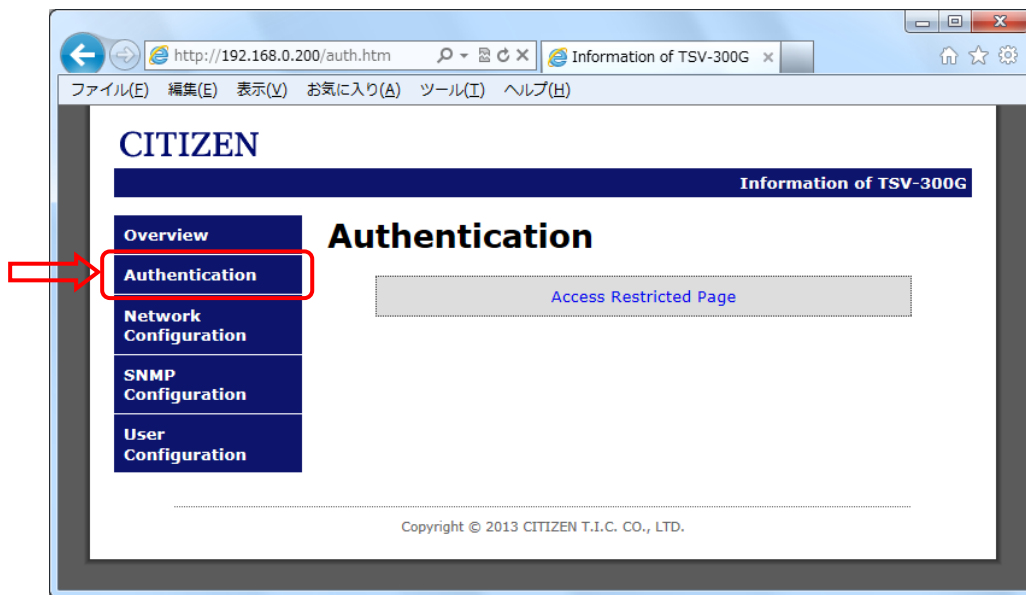 http://192.168.0.200/auth.htm
Information of TSV-300G
ファイル(F) 編集(E) 表示(V) お気に入り(A) ツール(T) ヘルプ(H)
CITIZEN
Information of TSV-300G
Overview
Authentication
Network
Configuration
SNMP
Configuration
User
Configuration
Authentication
Access Restricted Page
Copyright © 2013 CITIZEN T.I.C. CO., LTD.